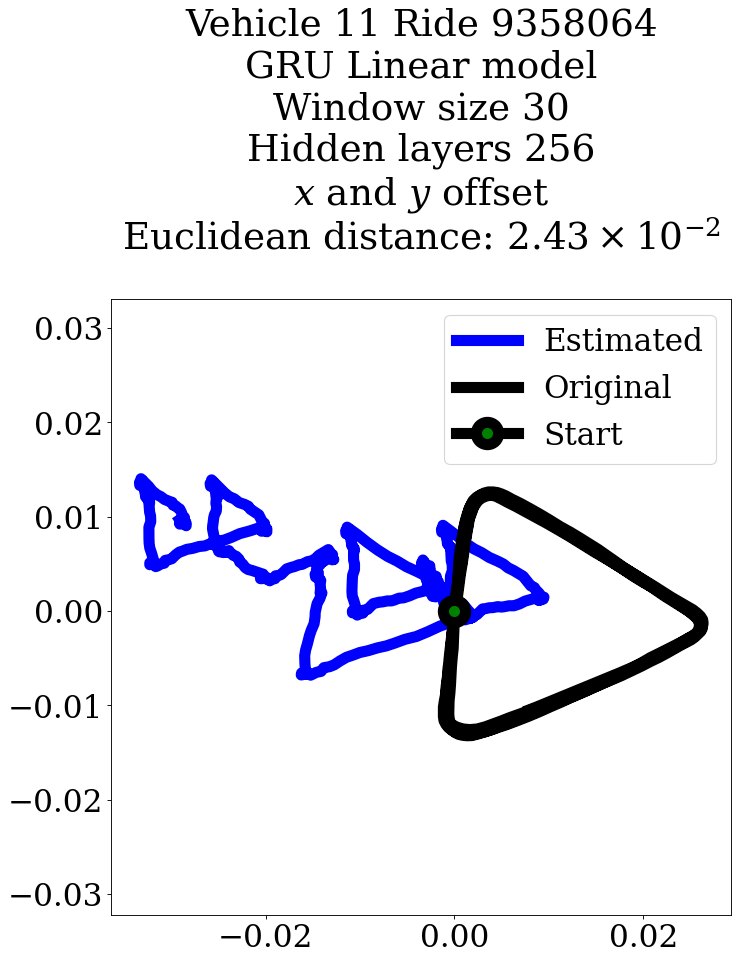 Vehicle 11 Ride 9358064
GRU Linear model
Window size 30
Hidden layers 256
x and y offset
Euclidean distance: 2.43 × 10⁻²
Estimated
Original
Start
0.03
0.02
0.01
0.00
−0.01
−0.02
−0.03
−0.02
0.00
0.02